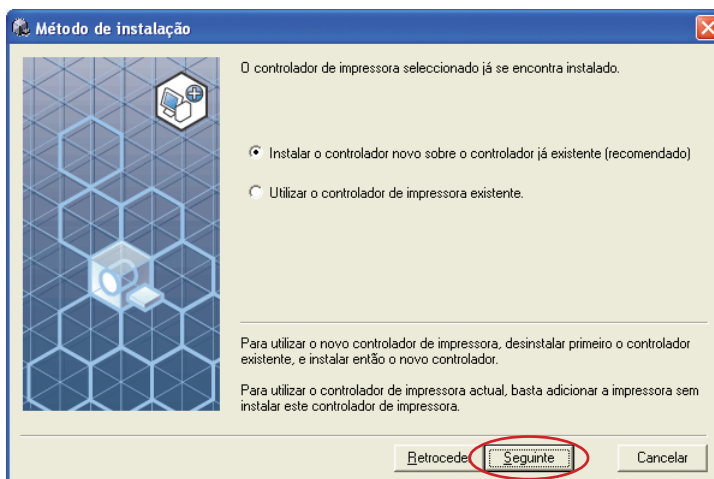 Método de instalação
O controlador de impressora seleccionado já se encontra instalado.
Instalar o controlador novo sobre o controlador já existente (recomendado)
Utilizar o controlador de impressora existente.
Para utilizar o novo controlador de impressora, desinstalar primeiro o controlador
existente, e instalar então o novo controlador.
Para utilizar o controlador de impressora actual, basta adicionar a impressora sem
instalar este controlador de impressora.
Retrocede Seguinte Cancelar